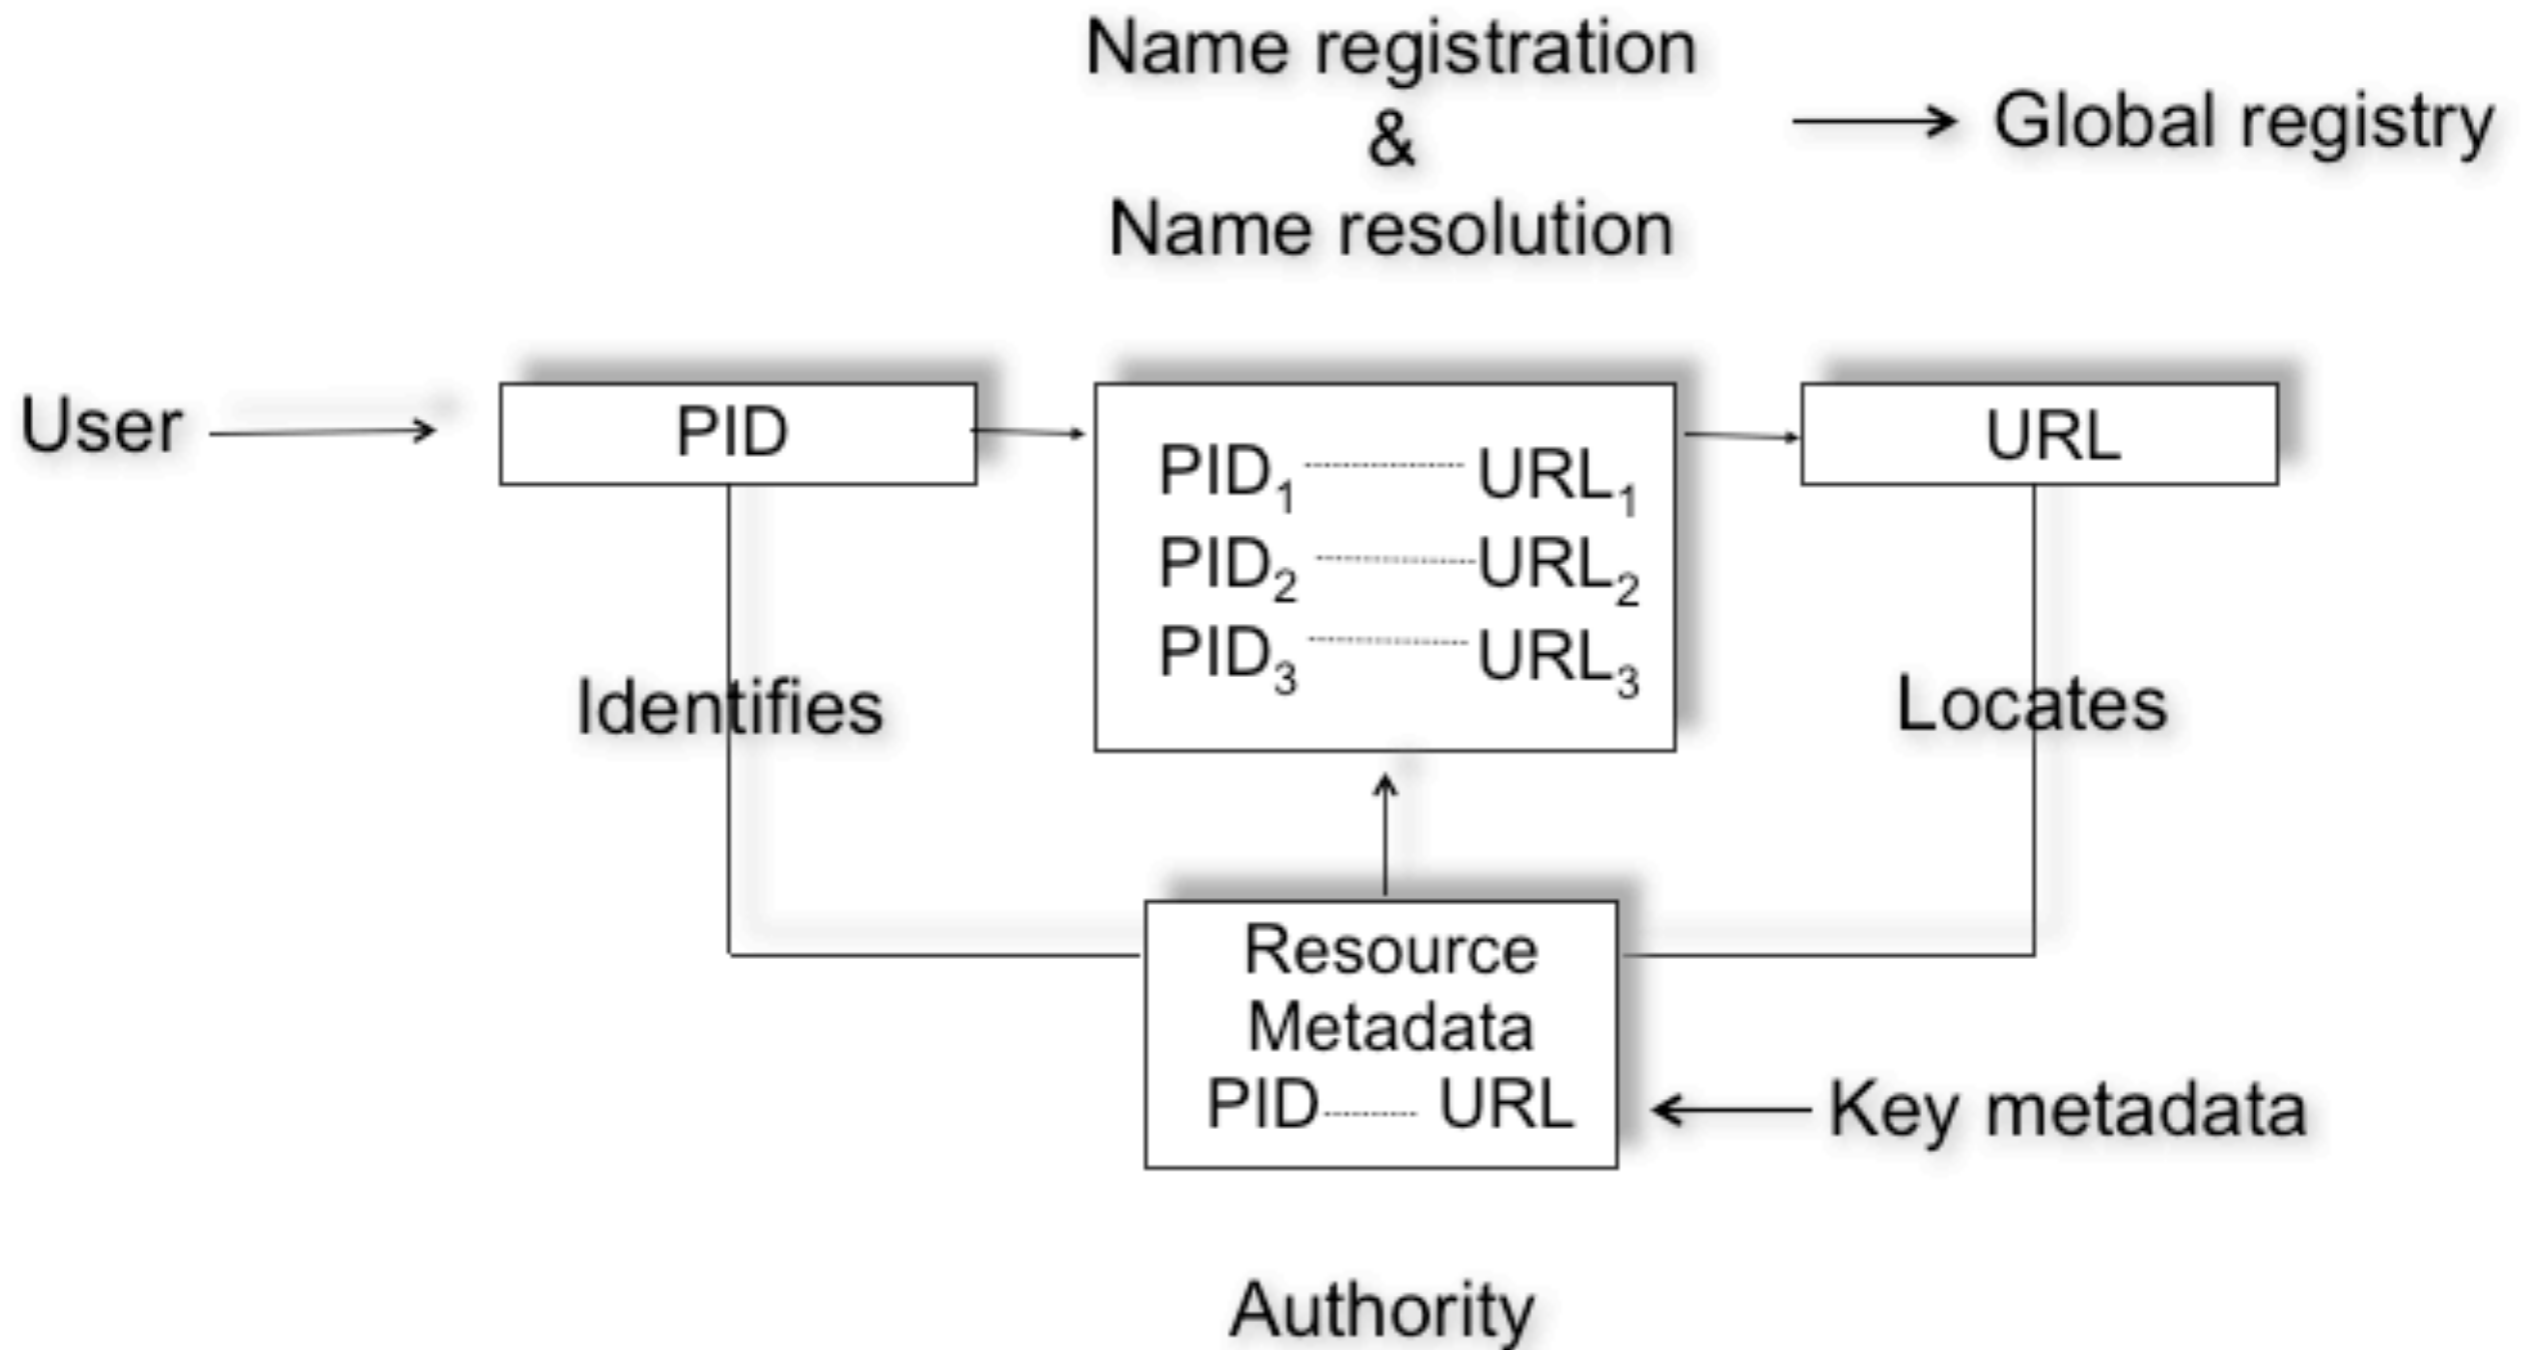 Name registration
&
Name resolution
Global registry
User
PID
PID1 URL1
PID2 URL2
PID3 URL3
URL
Identifies
Locates
Resource
Metadata
PID URL
Key metadata
Authority